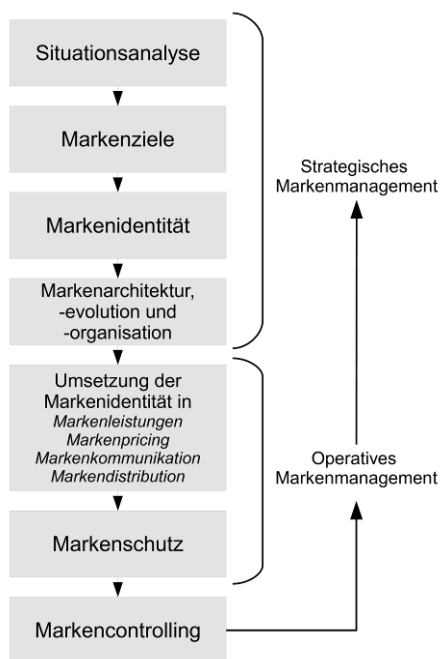 Situationsanalyse
Markenziele
Markenidentität
Markenarchitektur,
-evolution und
-organisation
Umsetzung der
Markenidentität in
Markenleistungen
Markenpricing
Markenkommunikation
Markendistribution
Markenschutz
Markencontrolling
Strategisches
Markenmanagement
Operatives
Markenmanagement